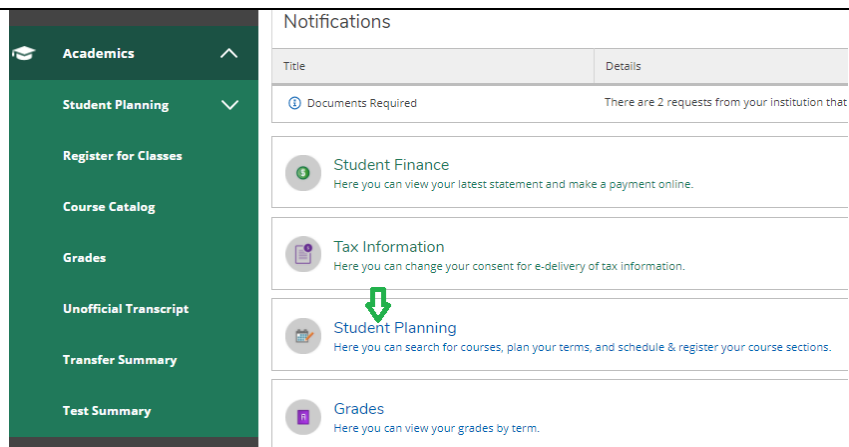 Academics
Student Planning
Register for Classes
Course Catalog
Grades
Unofficial Transcript
Transfer Summary
Test Summary
Notifications
Title Details
Documents Required There are 2 requests from your institution that
Student Finance
Here you can view your latest statement and make a payment online.
Tax Information
Here you can change your consent for e-delivery of tax information.
Student Planning
Here you can search for courses, plan your terms, and schedule & register your course sections.
Grades
Here you can view your grades by term.